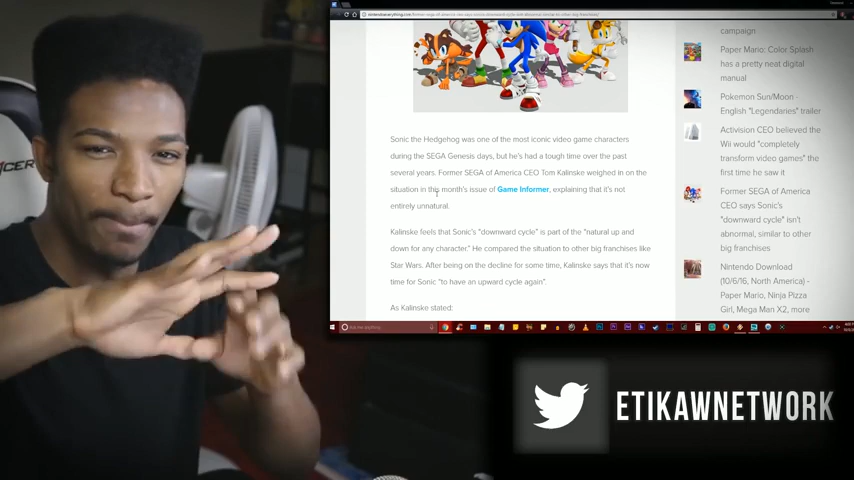 campaign
Paper Mario: Color Splash
has a pretty neat digital
manual
Pokemon Sun/Moon -
English "Legendaries" trailer
Activision CEO believed the
Wii would "completely
transform video games" the
first time he saw it
Former SEGA of America
CEO says Sonic's
"downward cycle" isn't
abnormal, similar to other
big franchises
Nintendo Download
(10/6/16, North America) -
Paper Mario, Ninja Pizza
Girl, Mega Man X2, more
Sonic the Hedgehog was one of the most iconic video game characters
during the SEGA Genesis days, but he's had a tough time over the past
several years. Former SEGA of America CEO Tom Kalinske weighed in on the
situation in this month's issue of Game Informer, explaining that it's not
entirely unnatural.
Kalinske feels that Sonic's "downward cycle" is part of the "natural up and
down for any character." He compared the situation to other big franchises like
Star Wars. After being on the decline for some time, Kalinske says that it's now
time for Sonic "to have an upward cycle again".
As Kalinske stated:
Ask me anything
ETIKAWNETWORK